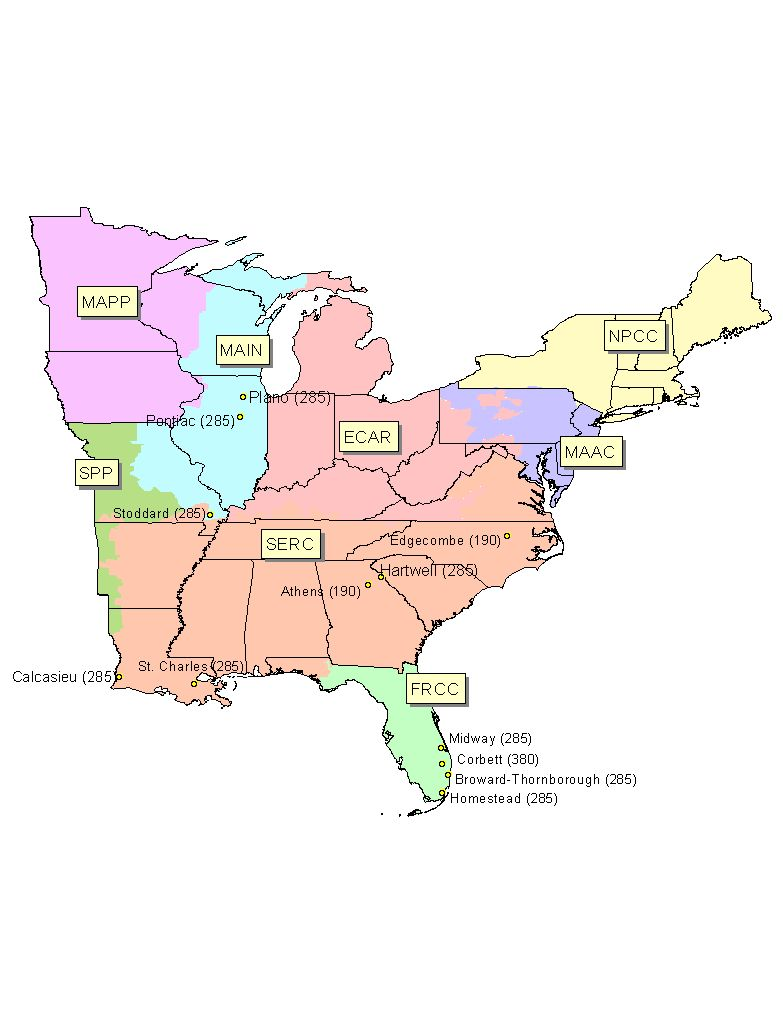 MAPP
NPCC
MAIN
Plano (285)
Pontiac (285)
ECAR
MAAC
SPP
Stoddard (285)
SERC
Edgecombe (190)
Hartwell (285)
Athens (190)
St. Charles (285)
Calcasieu (285)
FRCC
Midway (285)
Corbett (380)
Broward-Thornborough (285)
Homestead (285)